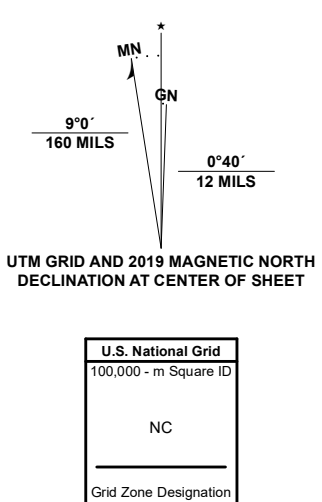 ★
MN
GN
9°0´
160 MILS
0°40´
12 MILS
UTM GRID AND 2019 MAGNETIC NORTH
DECLINATION AT CENTER OF SHEET
U.S. National Grid
100,000 - m Square ID
NC
Grid Zone Designation